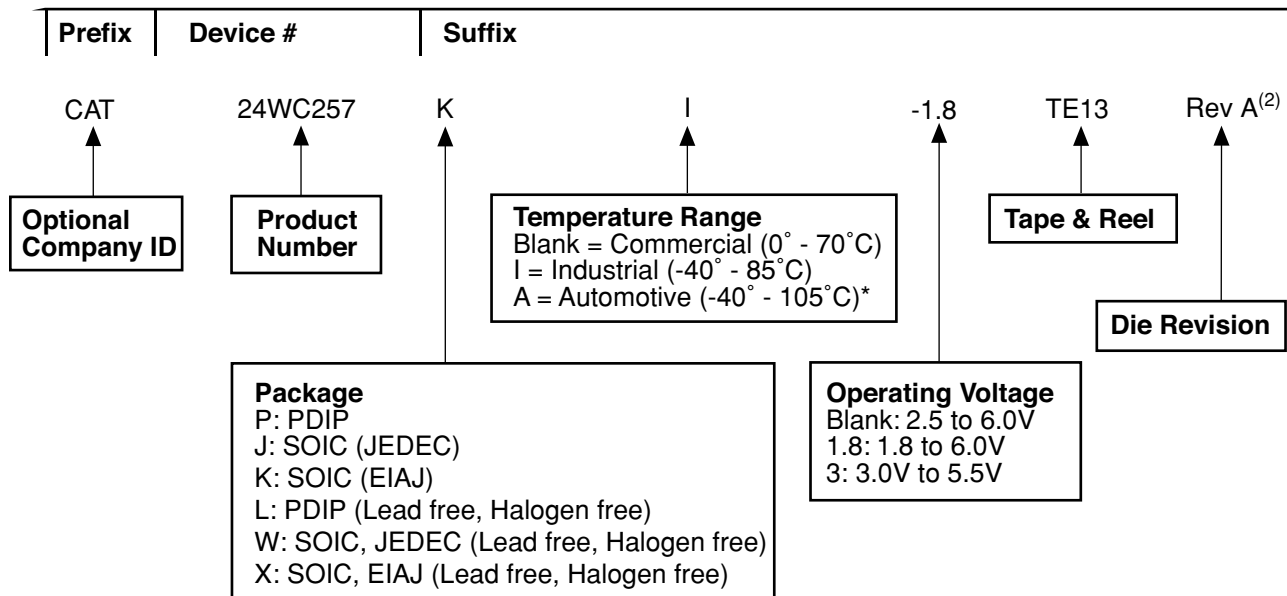 Prefix Device # Suffix
CAT 24WC257 K I -1.8 TE13 Rev A(2)
Optional
Company ID
Product
Number
Temperature Range
Blank = Commercial (0˚ - 70˚C)
I = Industrial (-40˚ - 85˚C)
A = Automotive (-40˚ - 105˚C)*
Tape & Reel
Die Revision
Package
P: PDIP
J: SOIC (JEDEC)
K: SOIC (EIAJ)
L: PDIP (Lead free, Halogen free)
W: SOIC, JEDEC (Lead free, Halogen free)
X: SOIC, EIAJ (Lead free, Halogen free)
Operating Voltage
Blank: 2.5 to 6.0V
1.8: 1.8 to 6.0V
3: 3.0V to 5.5V